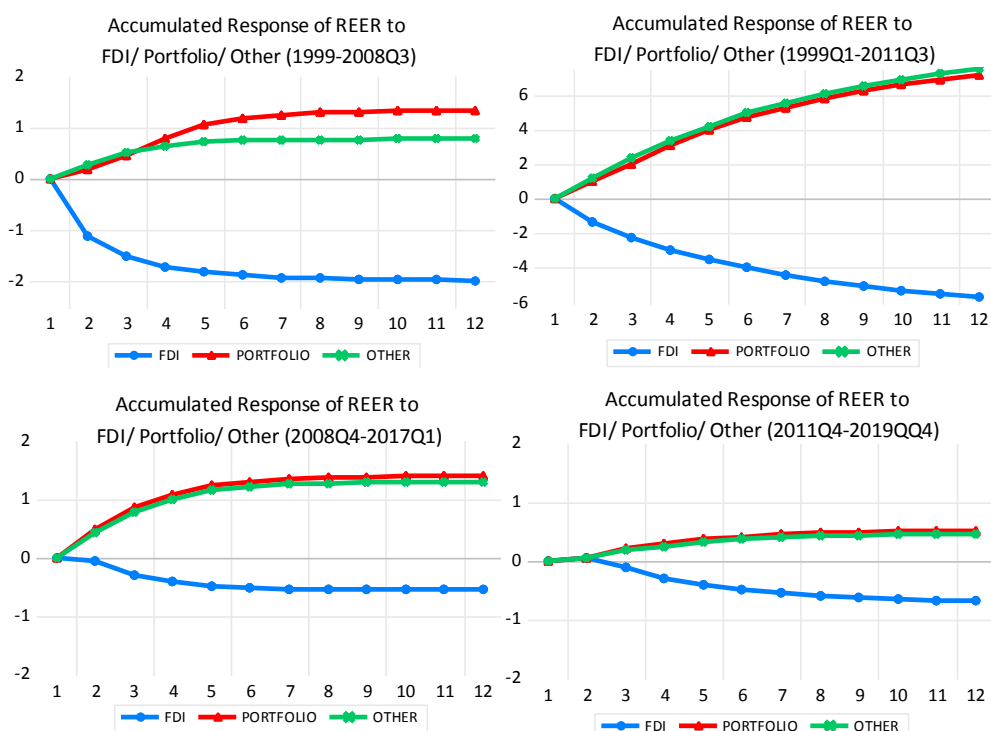 Accumulated Response of REER to
FDI/ Portfolio/ Other (1999-2008Q3)
2
1
0
-1
-2
1 2 3 4 5 6 7 8 9 10 11 12
FDI PORTFOLIO OTHER
Accumulated Response of REER to
FDI/ Portfolio/ Other (1999Q1-2011Q3)
6
4
2
0
-2
-4
-6
1 2 3 4 5 6 7 8 9 10 11 12
FDI PORTFOLIO OTHER
Accumulated Response of REER to
FDI/ Portfolio/ Other (2008Q4-2017Q1)
2
1
0
-1
-2
1 2 3 4 5 6 7 8 9 10 11 12
FDI PORTFOLIO OTHER
Accumulated Response of REER to
FDI/ Portfolio/ Other (2011Q4-2019QQ4)
2
1
0
-1
-2
1 2 3 4 5 6 7 8 9 10 11 12
FDI PORTFOLIO OTHER